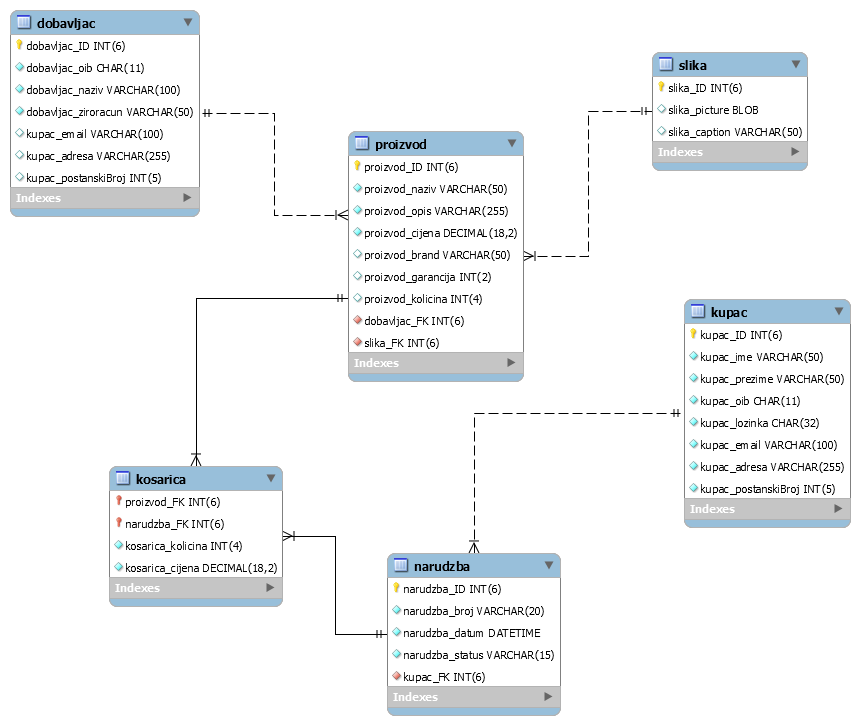 dobavljac
dobavljac_ID INT(6)
dobavljac_oib CHAR(11)
dobavljac_naziv VARCHAR(100)
dobavljac_ziroracun VARCHAR(50)
kupac_email VARCHAR(100)
kupac_adresa VARCHAR(255)
kupac_postanskiBroj INT(5)
Indexes
slika
slika_ID INT(6)
slika_picture BLOB
slika_caption VARCHAR(50)
Indexes
proizvod
proizvod_ID INT(6)
proizvod_naziv VARCHAR(50)
proizvod_opis VARCHAR(255)
proizvod_cijena DECIMAL(18,2)
proizvod_brand VARCHAR(50)
proizvod_garancija INT(2)
proizvod_kolicina INT(4)
dobavljac_FK INT(6)
slika_FK INT(6)
Indexes
kupac
kupac_ID INT(6)
kupac_ime VARCHAR(50)
kupac_prezime VARCHAR(50)
kupac_oib CHAR(11)
kupac_lozinka CHAR(32)
kupac_email VARCHAR(100)
kupac_adresa VARCHAR(255)
kupac_postanskiBroj INT(5)
Indexes
kosarica
proizvod_FK INT(6)
narudzba_FK INT(6)
kosarica_kolicina INT(4)
kosarica_cijena DECIMAL(18,2)
Indexes
narudzba
narudzba_ID INT(6)
narudzba_broj VARCHAR(20)
narudzba_datum DATETIME
narudzba_status VARCHAR(15)
kupac_FK INT(6)
Indexes